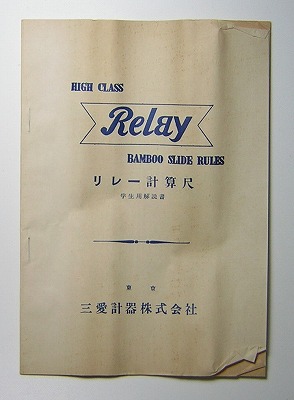 HIGH CLASS
Relay
BAMBOO SLIDE RULES
リレー計算尺
学生用解説書
東京
三愛計器株式会社